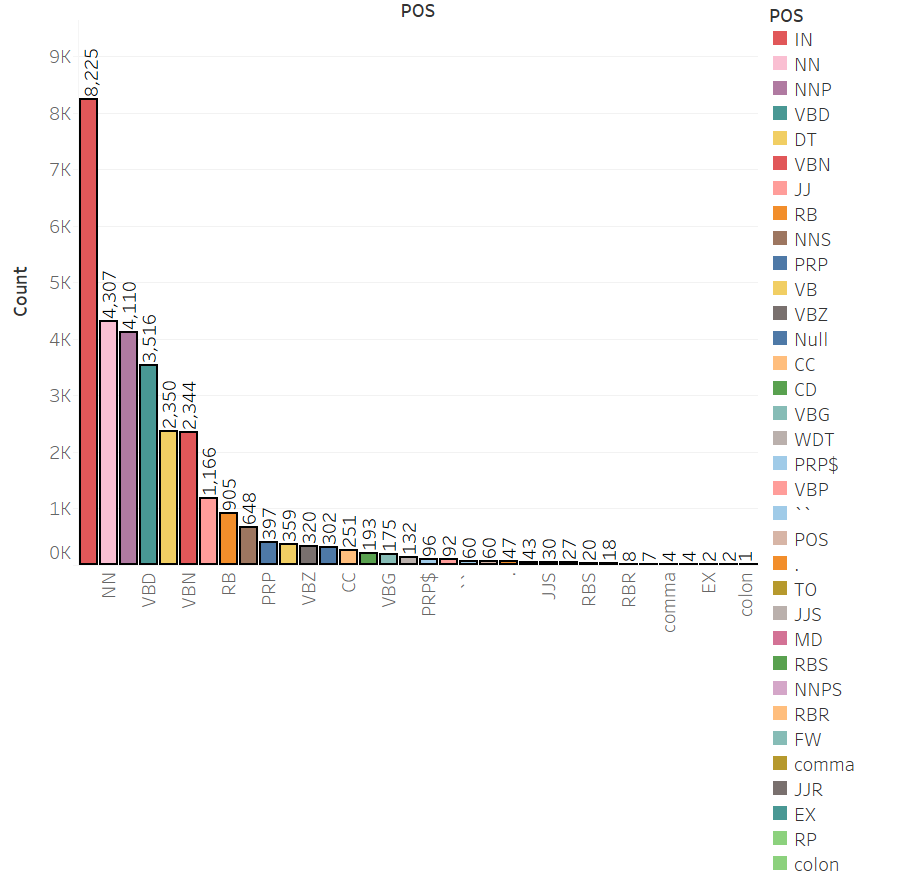 POS
Count
9K
8K
7K
6K
5K
4K
3K
2K
1K
0K
8,225
4,307
4,110
3,516
2,350
2,344
1,166
905
648
397
359
320
302
251
193
175
132
96
92
60
60
47
43
30
27
20
18
8
7
4
4
2
2
1
NN
VBD
VBN
RB
PRP
VBZ
CC
VBG
PRP$
``
.
JJS
RBS
RBR
comma
EX
colon
POS
IN
NN
NNP
VBD
DT
VBN
JJ
RB
NNS
PRP
VB
VBZ
Null
CC
CD
VBG
WDT
PRP$
VBP
``
POS
.
TO
JJS
MD
RBS
NNPS
RBR
FW
comma
JJR
EX
RP
colon